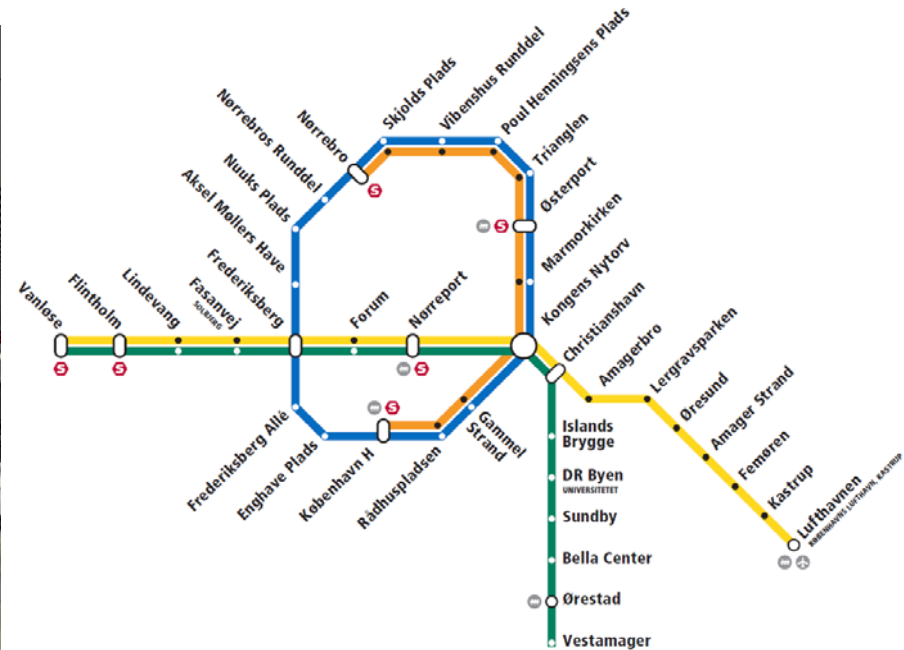 Skjolds Plads
Vibenshus Runddel
Poul Henningsens Plads
Nørrebro
Nørrebros Runddel
Nuuks Plads
Aksel Møllers Have
Trianglen
Østerport
Marmorkirken
Kongens Nytorv
Vanløse
Flintholm
Lindevang
Fasanvej
SOLBJERG
Frederiksberg
Forum
Nørreport
Christianshavn
Amagerbro
Lergravsparken
Øresund
Amager Strand
Femøren
Kastrup
Lufthavnen
KØBENHAVNS LUFTHAVN, KASTRUP
Frederiksberg Allé
Enghave Plads
København H
Rådhuspladsen
Gammel
Strand
Islands
Brygge
DR Byen
UNIVERSITETET
Sundby
Bella Center
Ørestad
Vestamager
S
S
S
S
S
S